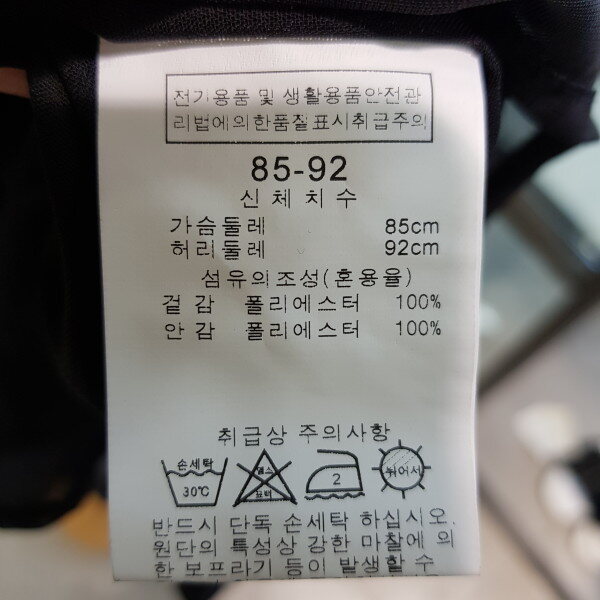 전기용품 및 생활용품안전관
리법에의한품질표시취급주의
85-92
신체치수
가슴둘레 85cm
허리둘레 92cm
섬유의조성(혼용율)
겉감 폴리에스터 100%
안감 폴리에스터 100%
취급상 주의사항
손세탁 30℃
염소 표백
2
뉘어서
반드시 단독 손세탁 하십시오.
원단의 특성상 강한 마찰에 의
한 보프라기 등이 발생할 수